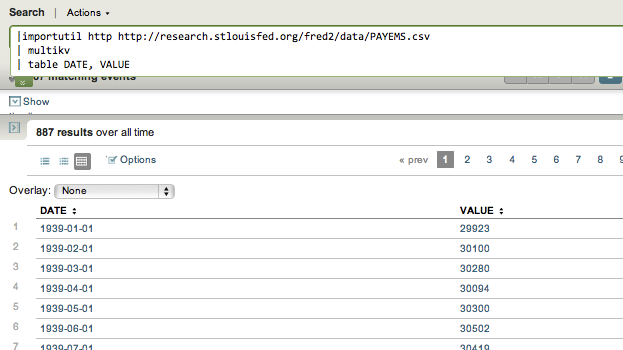 Search | Actions
|importutil http http://research.stlouisfed.org/fred2/data/PAYEMS.csv
| multikv
| table DATE, VALUE
matching events
Show
887 results over all time
Options
« prev 1 2 3 4 5 6 7 8 9
Overlay: None
DATE VALUE
1 1939-01-01 29923
2 1939-02-01 30100
3 1939-03-01 30280
4 1939-04-01 30094
5 1939-05-01 30300
6 1939-06-01 30502
7 1939-07-01 30419